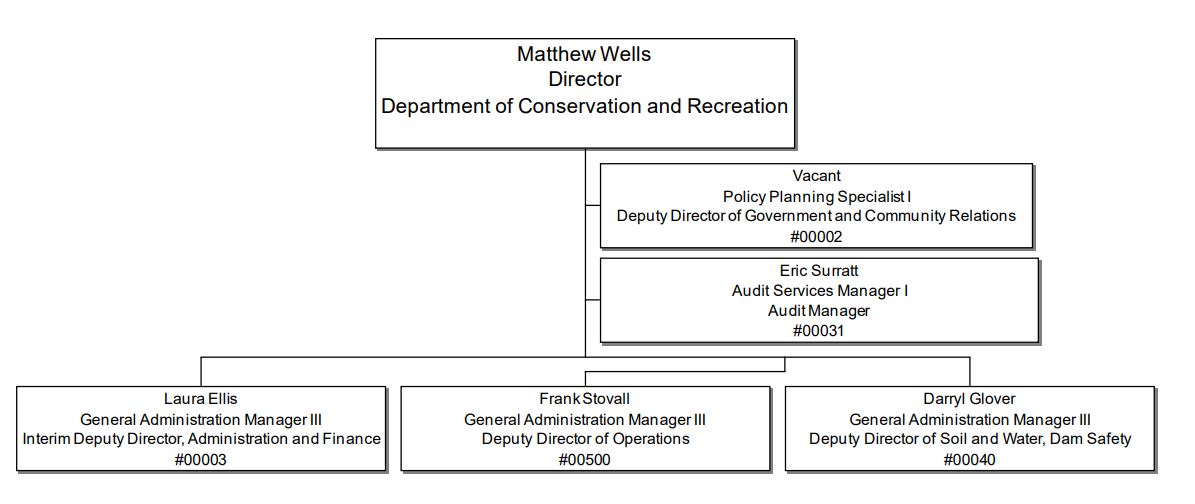 Matthew Wells
Director
Department of Conservation and Recreation
Vacant
Policy Planning Specialist I
Deputy Director of Government and Community Relations
#00002
Eric Surratt
Audit Services Manager I
Audit Manager
#00031
Laura Ellis
General Administration Manager III
Interim Deputy Director, Administration and Finance
#00003
Frank Stovall
General Administration Manager III
Deputy Director of Operations
#00500
Darryl Glover
General Administration Manager III
Deputy Director of Soil and Water, Dam Safety
#00040